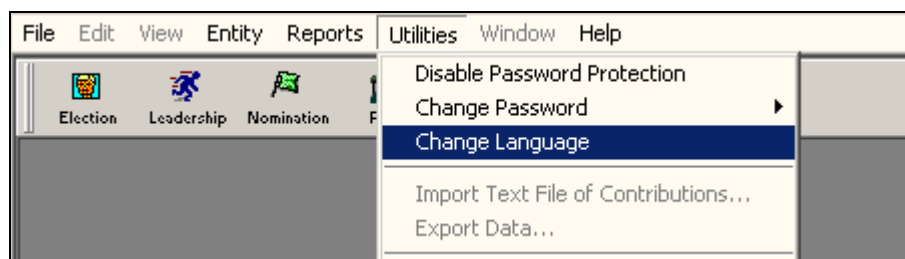 File Edit View Entity Reports Utilities Window Help
Election Leadership Nomination
Disable Password Protection
Change Password
Change Language
Import Text File of Contributions...
Export Data...